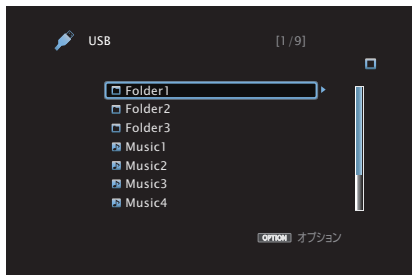 USB [1/9]
Folder1
Folder2
Folder3
Music1
Music2
Music3
Music4
OPTION オプション